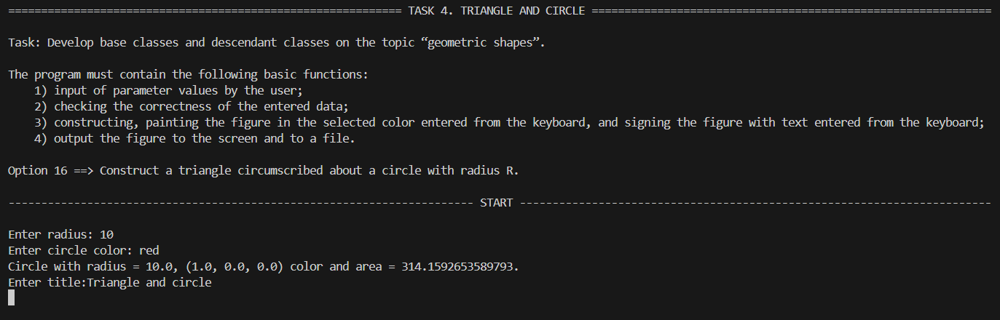 ============================================================ TASK 4. TRIANGLE AND CIRCLE =============================================================
Task: Develop base classes and descendant classes on the topic “geometric shapes”.
The program must contain the following basic functions:
1) input of parameter values by the user;
2) checking the correctness of the entered data;
3) constructing, painting the figure in the selected color entered from the keyboard, and signing the figure with text entered from the keyboard;
4) output the figure to the screen and to a file.
Option 16 ==> Construct a triangle circumscribed about a circle with radius R.
----------------------------------------------------------------------- START ------------------------------------------------------------------------
Enter radius: 10
Enter circle color: red
Circle with radius = 10.0, (1.0, 0.0, 0.0) color and area = 314.1592653589793.
Enter title:Triangle and circle